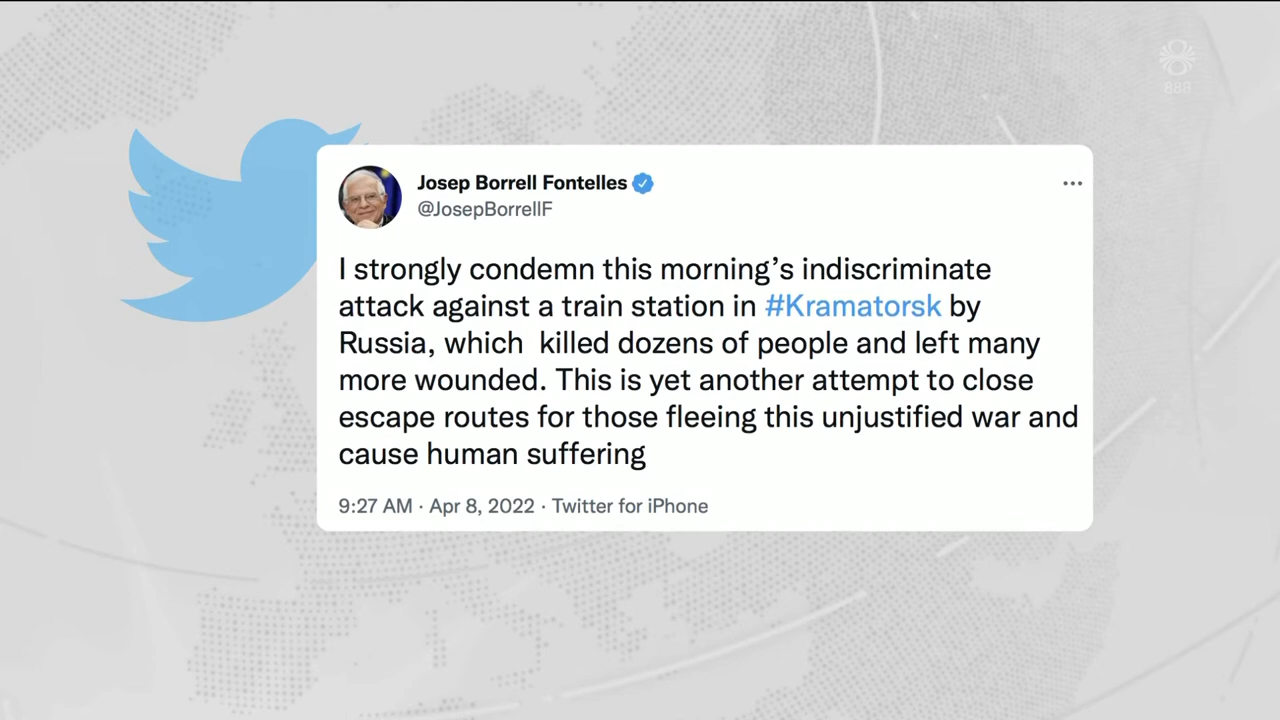 888
Josep Borrell Fontelles
@JosepBorrellF
I strongly condemn this morning’s indiscriminate
attack against a train station in #Kramatorsk by
Russia, which  killed dozens of people and left many
more wounded. This is yet another attempt to close
escape routes for those fleeing this unjustified war and
cause human suffering
9:27 AM · Apr 8, 2022 · Twitter for iPhone